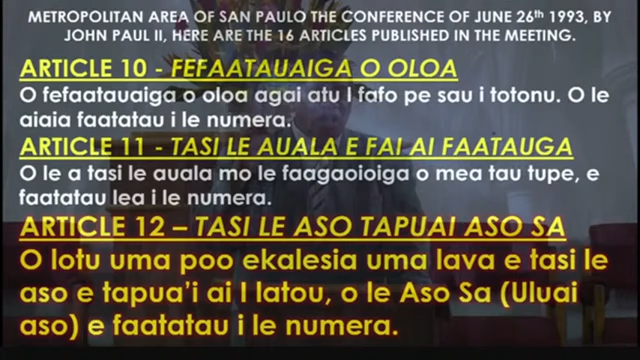 METROPOLITAN AREA OF SAN PAULO THE CONFERENCE OF JUNE 26th 1993, BY
JOHN PAUL II, HERE ARE THE 16 ARTICLES PUBLISHED IN THE MEETING.
ARTICLE 10 - FEFAATAUAIGA O OLOA
O fefaatauaiga o oloa agai atu I fafo pe sau i totonu. O le
aiaia faatatau i le numera.
ARTICLE 11 - TASI LE AUALA E FAI AI FAATAUGA
O le a tasi le auala mo le faagaoioiga o mea tau tupe, e
faatatau lea i le numera.
ARTICLE 12 – TASI LE ASO TAPUAI ASO SA
O lotu uma poo ekalesia uma lava e tasi le
aso e tapua’i ai I latou, o le Aso Sa (Uluai
aso) e faatatau i le numera.